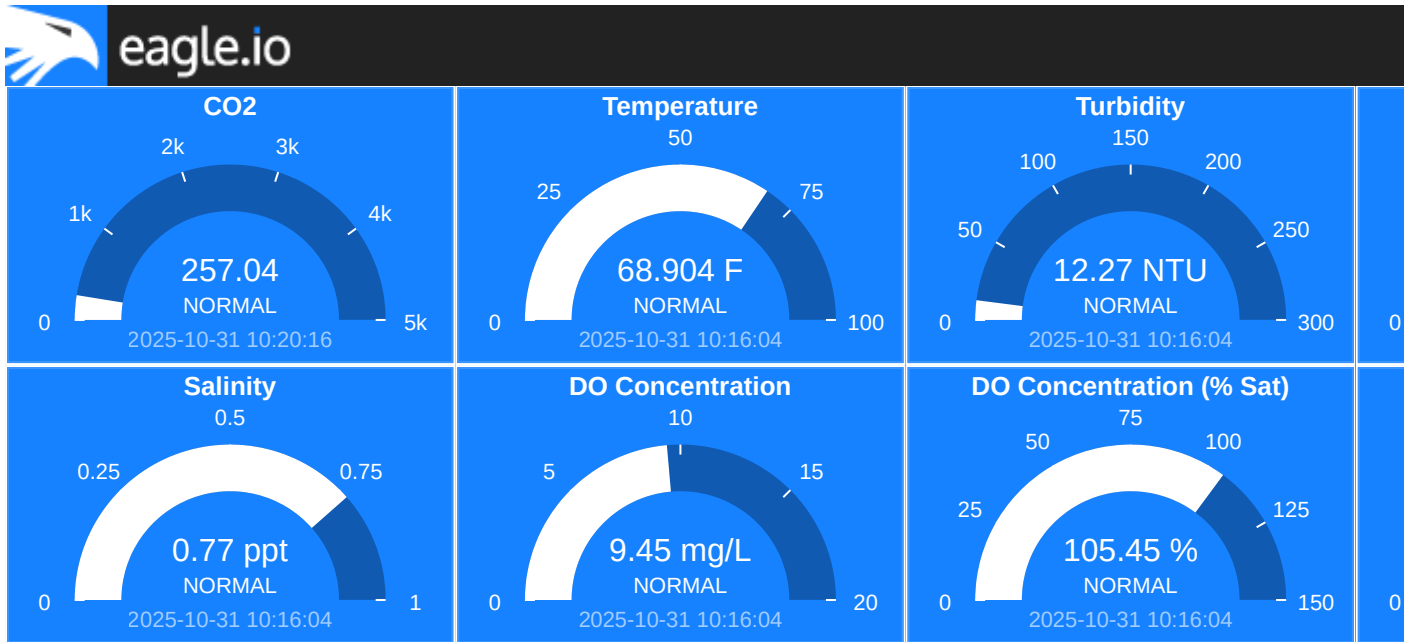 eagle.io
CO2
2k 3k
1k 4k
257.04
NORMAL
0 5k
2025-10-31 10:20:16
Temperature
50
25 75
68.904 F
NORMAL
0 100
2025-10-31 10:16:04
Turbidity
150
100 200
50 250
12.27 NTU
NORMAL
0 300
2025-10-31 10:16:04
0
Salinity
0.5
0.25 0.75
0.77 ppt
NORMAL
0 1
2025-10-31 10:16:04
DO Concentration
10
5 15
9.45 mg/L
NORMAL
0 20
2025-10-31 10:16:04
DO Concentration (% Sat)
75
50 100
25 125
105.45 %
NORMAL
0 150
2025-10-31 10:16:04
0